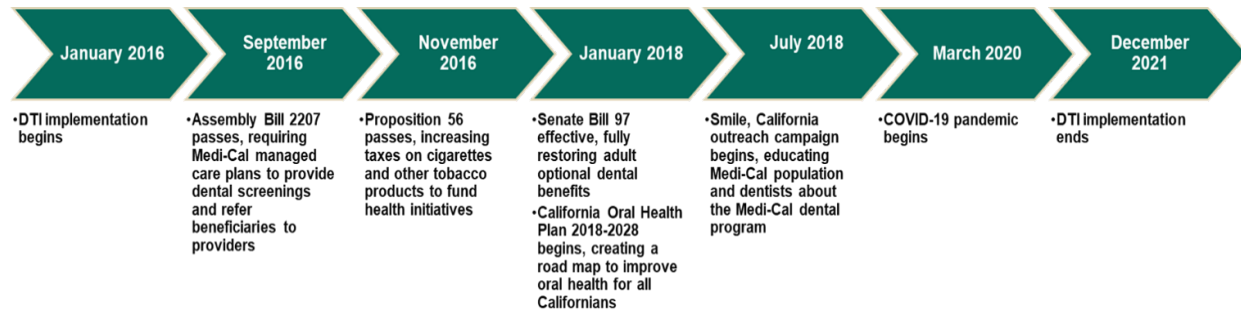 January 2016
September
2016
November
2016
January 2018
July 2018
March 2020
December
2021
•DTI implementation
begins
•Assembly Bill 2207
passes, requiring
Medi-Cal managed
care plans to provide
dental screenings
and refer
beneficiaries to
providers
•Proposition 56
passes, increasing
taxes on cigarettes
and other tobacco
products to fund
health initiatives
•Senate Bill 97
effective, fully
restoring adult
optional dental
benefits
•California Oral Health
Plan 2018-2028
begins, creating a
road map to improve
oral health for all
Californians
•Smile, California
outreach campaign
begins, educating
Medi-Cal population
and dentists about
the Medi-Cal dental
program
•COVID-19 pandemic
begins
•DTI implementation
ends